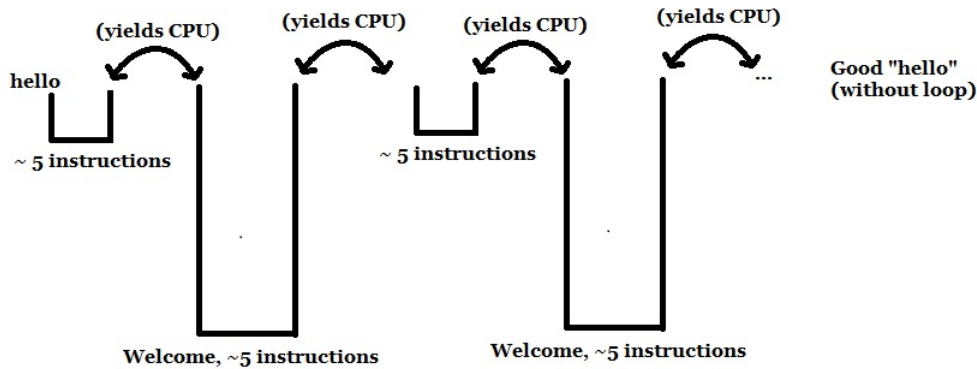 (yields CPU)
(yields CPU)
(yields CPU)
(yields CPU)
hello
...
Good "hello"
(without loop)
~ 5 instructions
~ 5 instructions
Welcome, ~5 instructions
Welcome, ~5 instructions